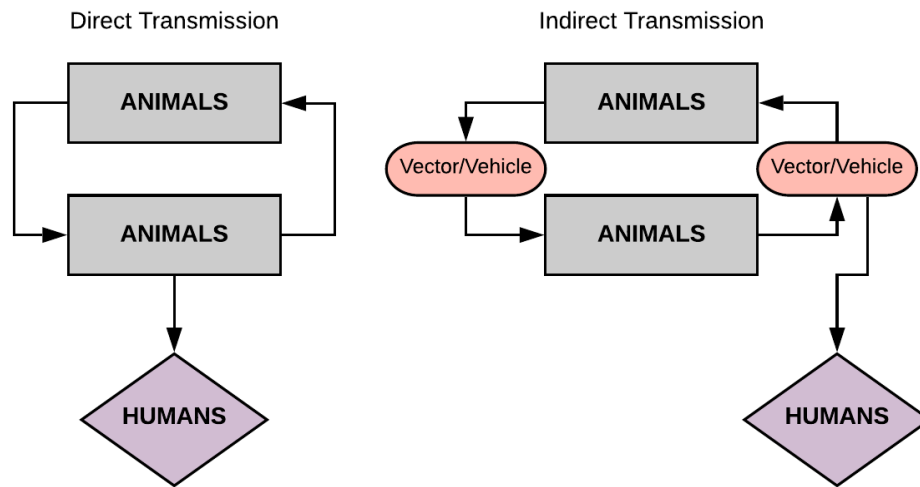 Direct Transmission
ANIMALS
ANIMALS
HUMANS
Indirect Transmission
ANIMALS
Vector/Vehicle
Vector/Vehicle
ANIMALS
HUMANS